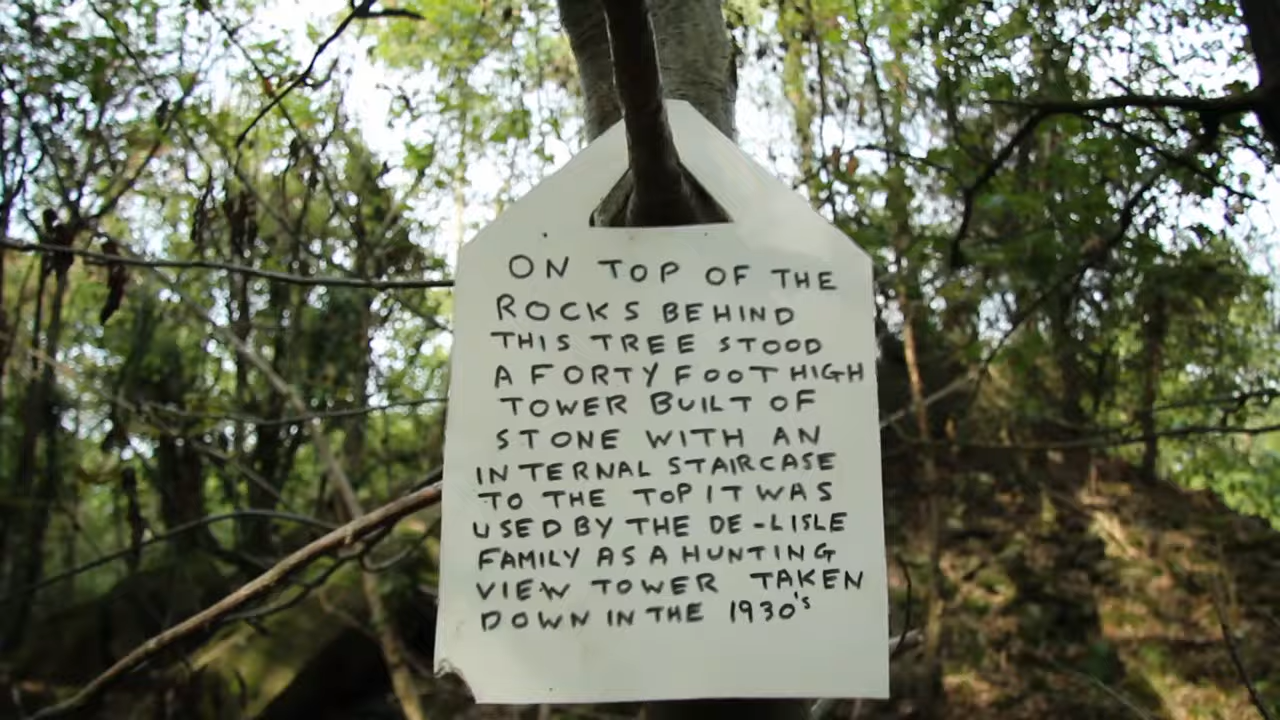 ON TOP OF THE
ROCKS BEHIND
THIS TREE STOOD
A FORTY FOOT HIGH
TOWER BUILT OF
STONE WITH AN
INTERNAL STAIRCASE
TO THE TOP IT WAS
USED BY THE DE-LISLE
FAMILY AS A HUNTING
VIEW TOWER TAKEN
DOWN IN THE 1930's